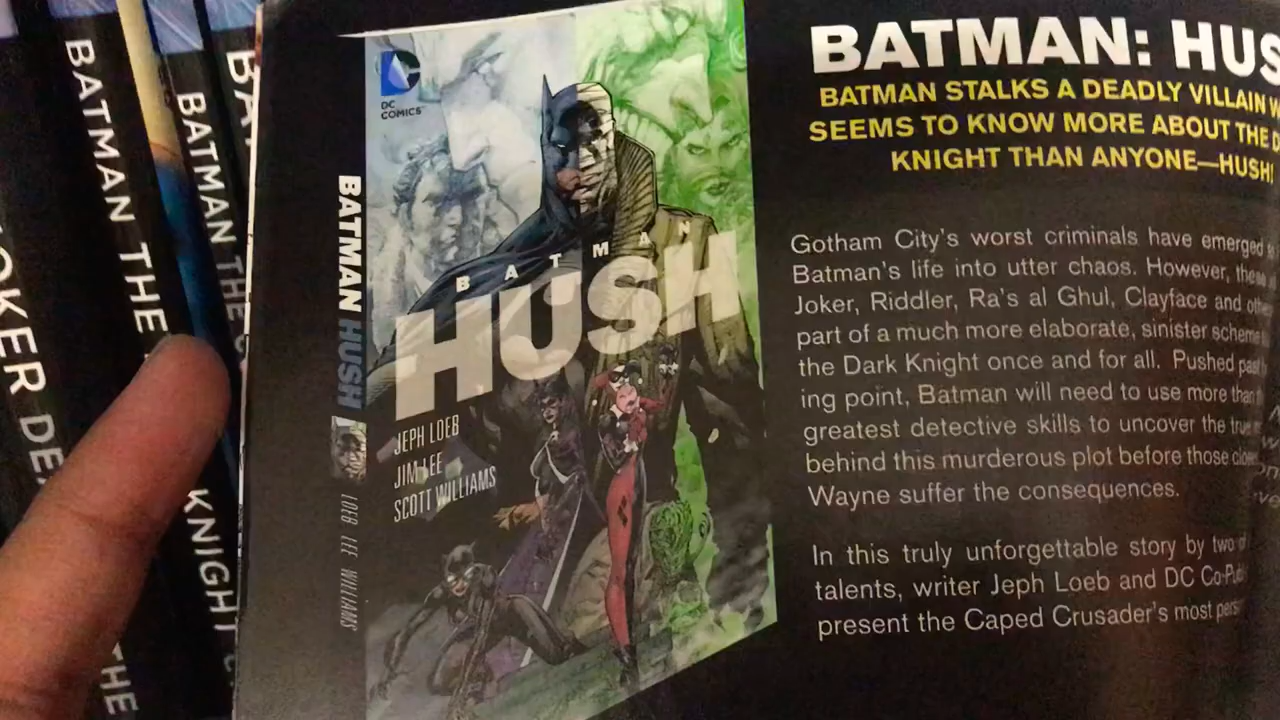 BATMAN THE
JOKER DE
THE
BATMAN THE
KNIGHT
BATMAN HUSH
LOEB LEE WILLIAMS
DC
COMICS
BATMAN
HUSH
JEPH LOEB
JIM LEE
SCOTT WILLIAMS
BATMAN: HUS
BATMAN STALKS A DEADLY VILLAIN
SEEMS TO KNOW MORE ABOUT THE
KNIGHT THAN ANYONE—HUSH!
Gotham City's worst criminals have emerged
Batman's life into utter chaos. However,
Joker, Riddler, Ra's al Ghul, Clayface and
part of a much more elaborate, sinister scheme
the Dark Knight once and for all. Pushed
ing point, Batman will need to use more than
greatest detective skills to uncover the
behind this murderous plot before those
Wayne suffer the consequences.
In this truly unforgettable story by two
talents, writer Jeph Loeb and DC
present the Caped Crusader's most